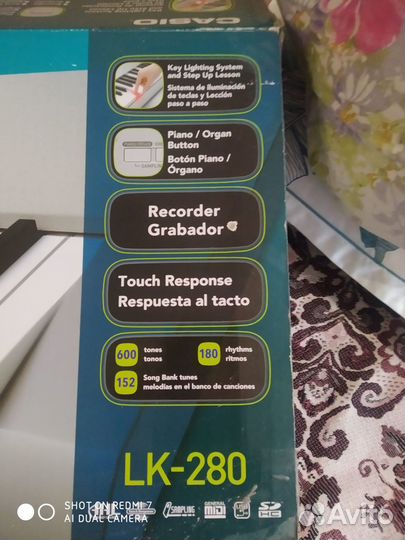 CASIO
Key Lighting System
and Step Up Lesson
Sistema de iluminación
de teclas y Lección
paso a paso
Piano / Organ
Button
Botón Piano /
Órgano
Recorder
Grabador
Touch Response
Respuesta al tacto
600 tones
tonos
180 rhythms
ritmos
152 Song Bank tunes
melodías en el banco de canciones
LK-280
SAMPLING
GENERAL
MIDI
SD
HC
SHOT ON REDMI 7
AI DUAL CAMERA
Avito